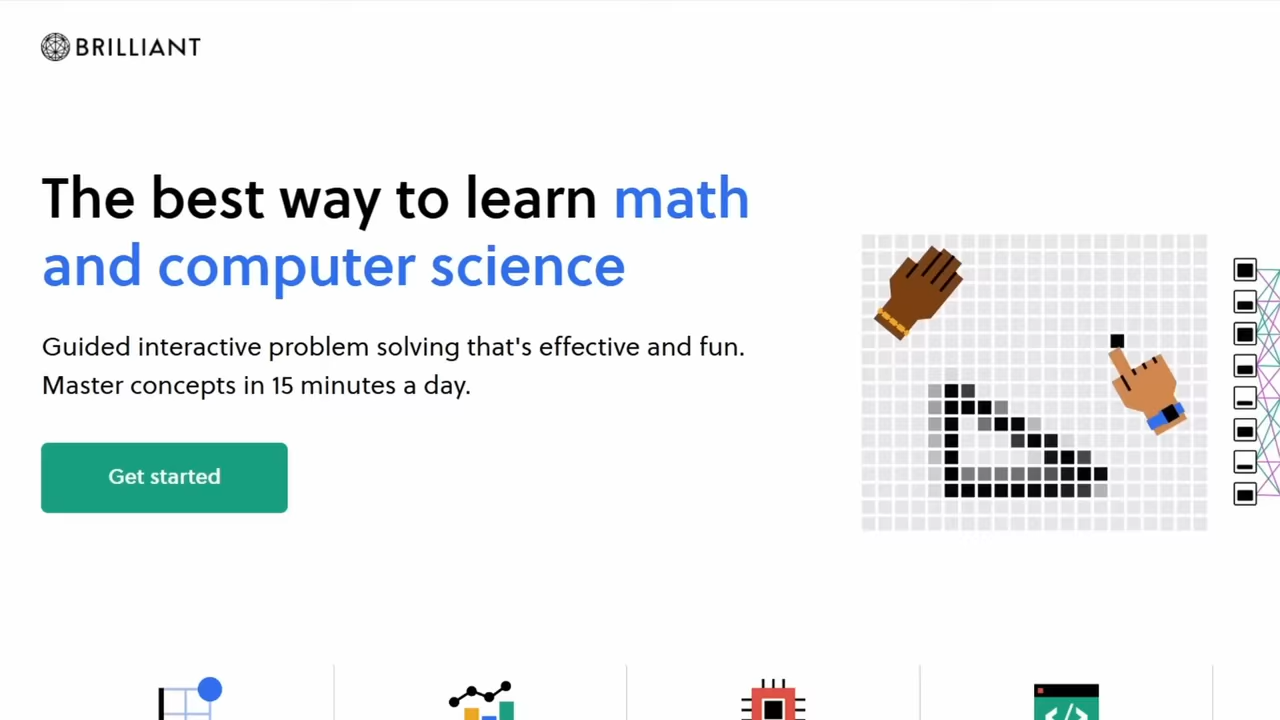 BRILLIANT
The best way to learn math
and computer science
Guided interactive problem solving that's effective and fun.
Master concepts in 15 minutes a day.
Get started
</>